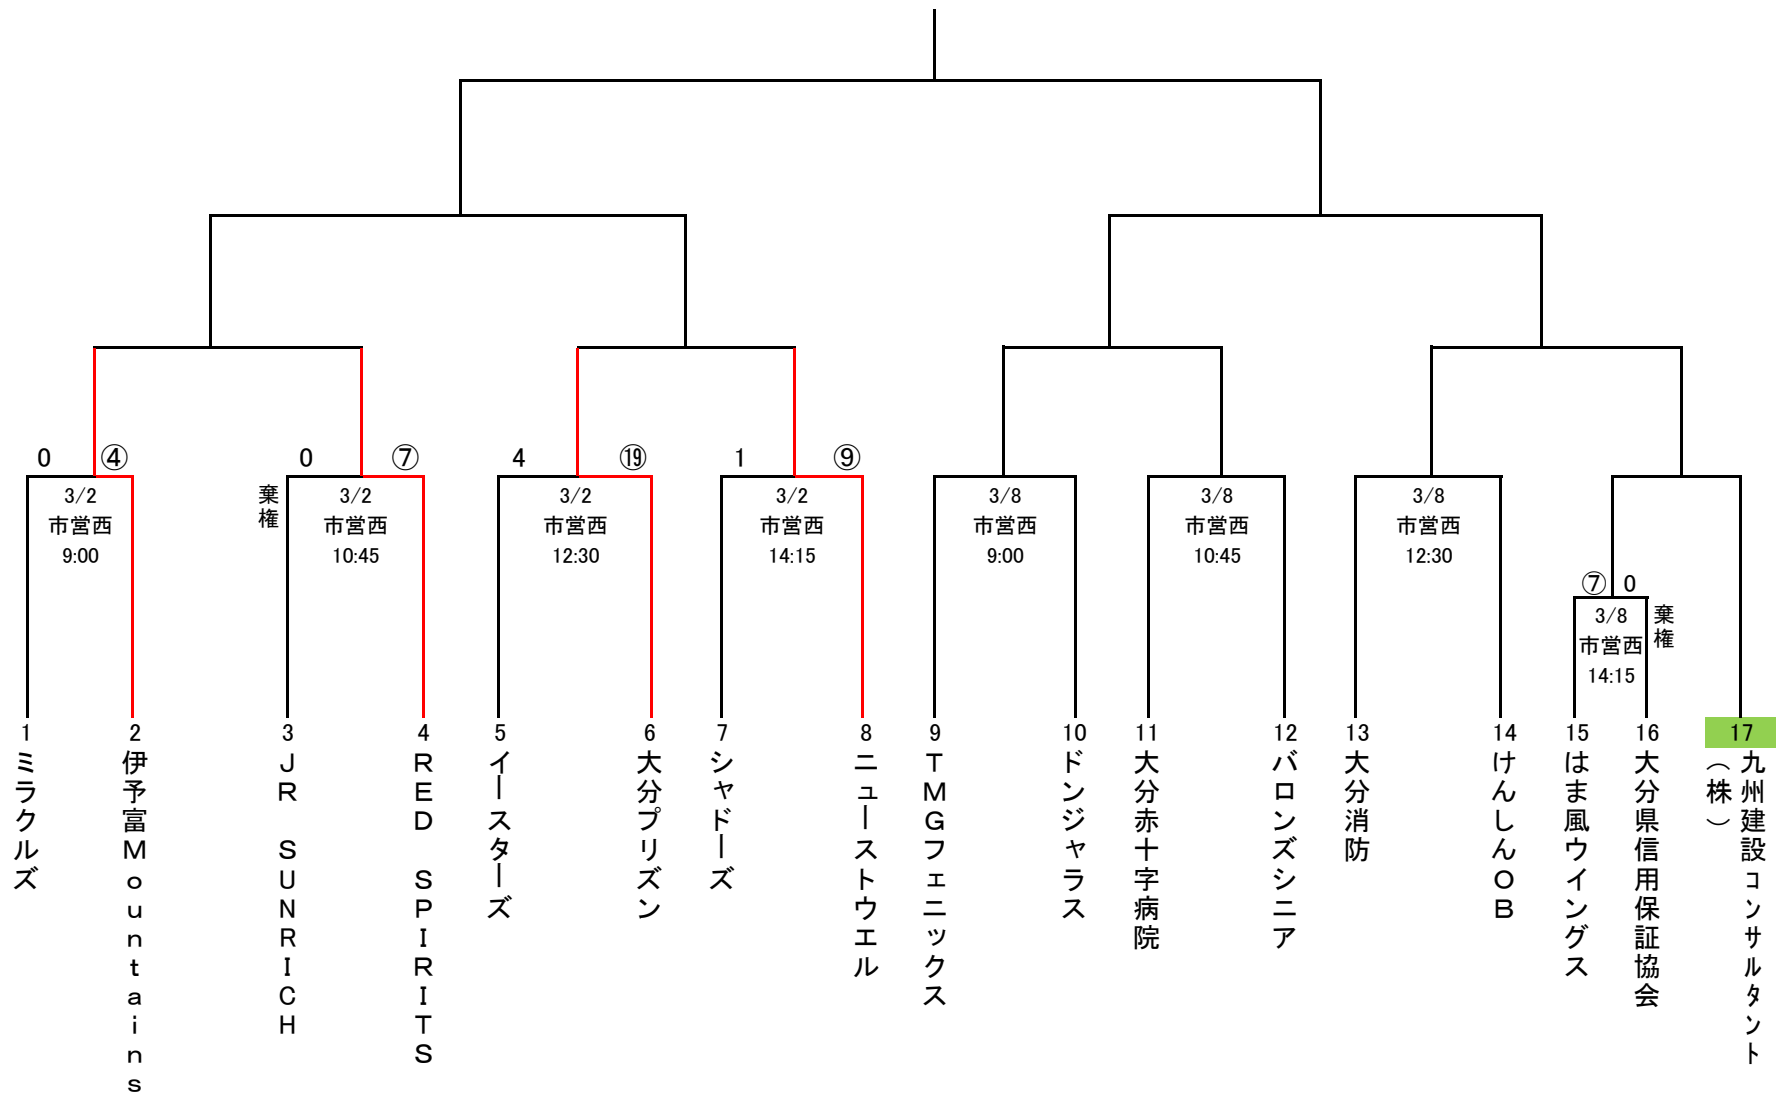 0 ④
3/2
市営西
9:00
0 ⑦
棄権
3/2
市営西
10:45
4 ⑲
3/2
市営西
12:30
1 ⑨
3/2
市営西
14:15
3/8
市営西
9:00
3/8
市営西
10:45
3/8
市営西
12:30
⑦ 0
3/8
市営西
14:15
棄権
1
ミラクルズ
2
伊予富Mountains
3
JR SUNRICH
4
RED SPIRITS
5
イースターズ
6
大分プリズン
7
シャドーズ
8
ニューストウエル
9
TMGフェニックス
10
ドンジャラス
11
大分赤十字病院
12
バロンズシニア
13
大分消防
14
けんしんOB
15
はま風ウイングス
16
大分県信用保証協会
17
九州建設コンサルタント
(株)